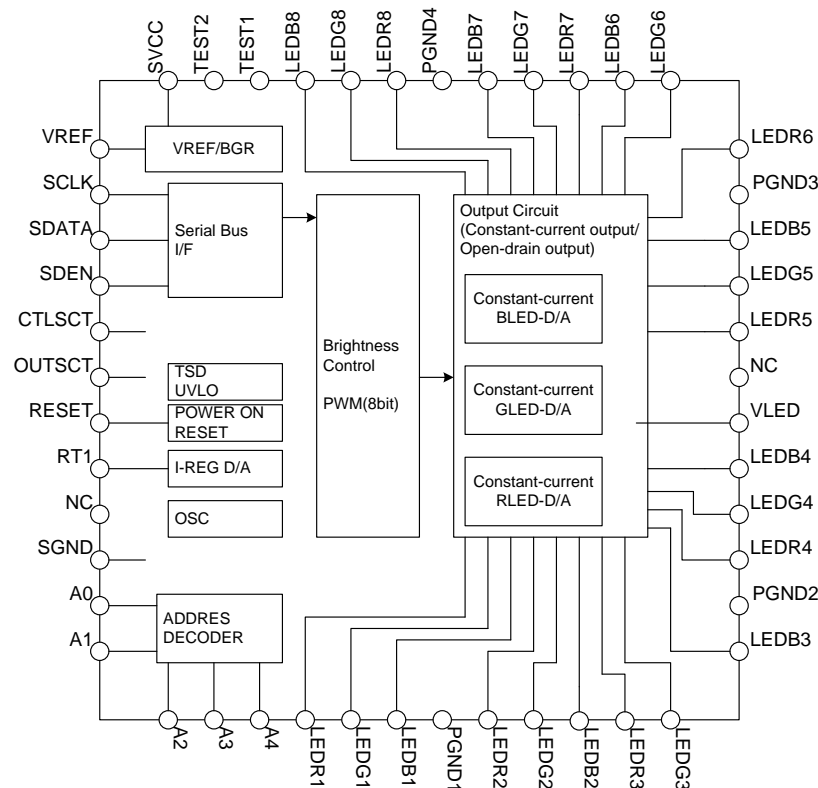 SVCC
TEST2
TEST1
LEDB8
LEDG8
LEDR8
PGND4
LEDB7
LEDG7
LEDR7
LEDB6
LEDG6
VREF
SCLK
SDATA
SDEN
CTLSCT
OUTSCT
RESET
RT1
NC
SGND
A0
A1
VREF/BGR
Serial Bus
I/F
TSD
UVLO
POWER ON
RESET
I-REG D/A
OSC
ADDRES
DECODER
Brightness
Control
PWM(8bit)
Output Circuit
(Constant-current output/
Open-drain output)
Constant-current
BLED-D/A
Constant-current
GLED-D/A
Constant-current
RLED-D/A
LEDR6
PGND3
LEDB5
LEDG5
LEDR5
NC
VLED
LEDB4
LEDG4
LEDR4
PGND2
LEDB3
A2
A3
A4
LEDR1
LEDG1
LEDB1
PGND1
LEDR2
LEDG2
LEDB2
LEDR3
LEDG3